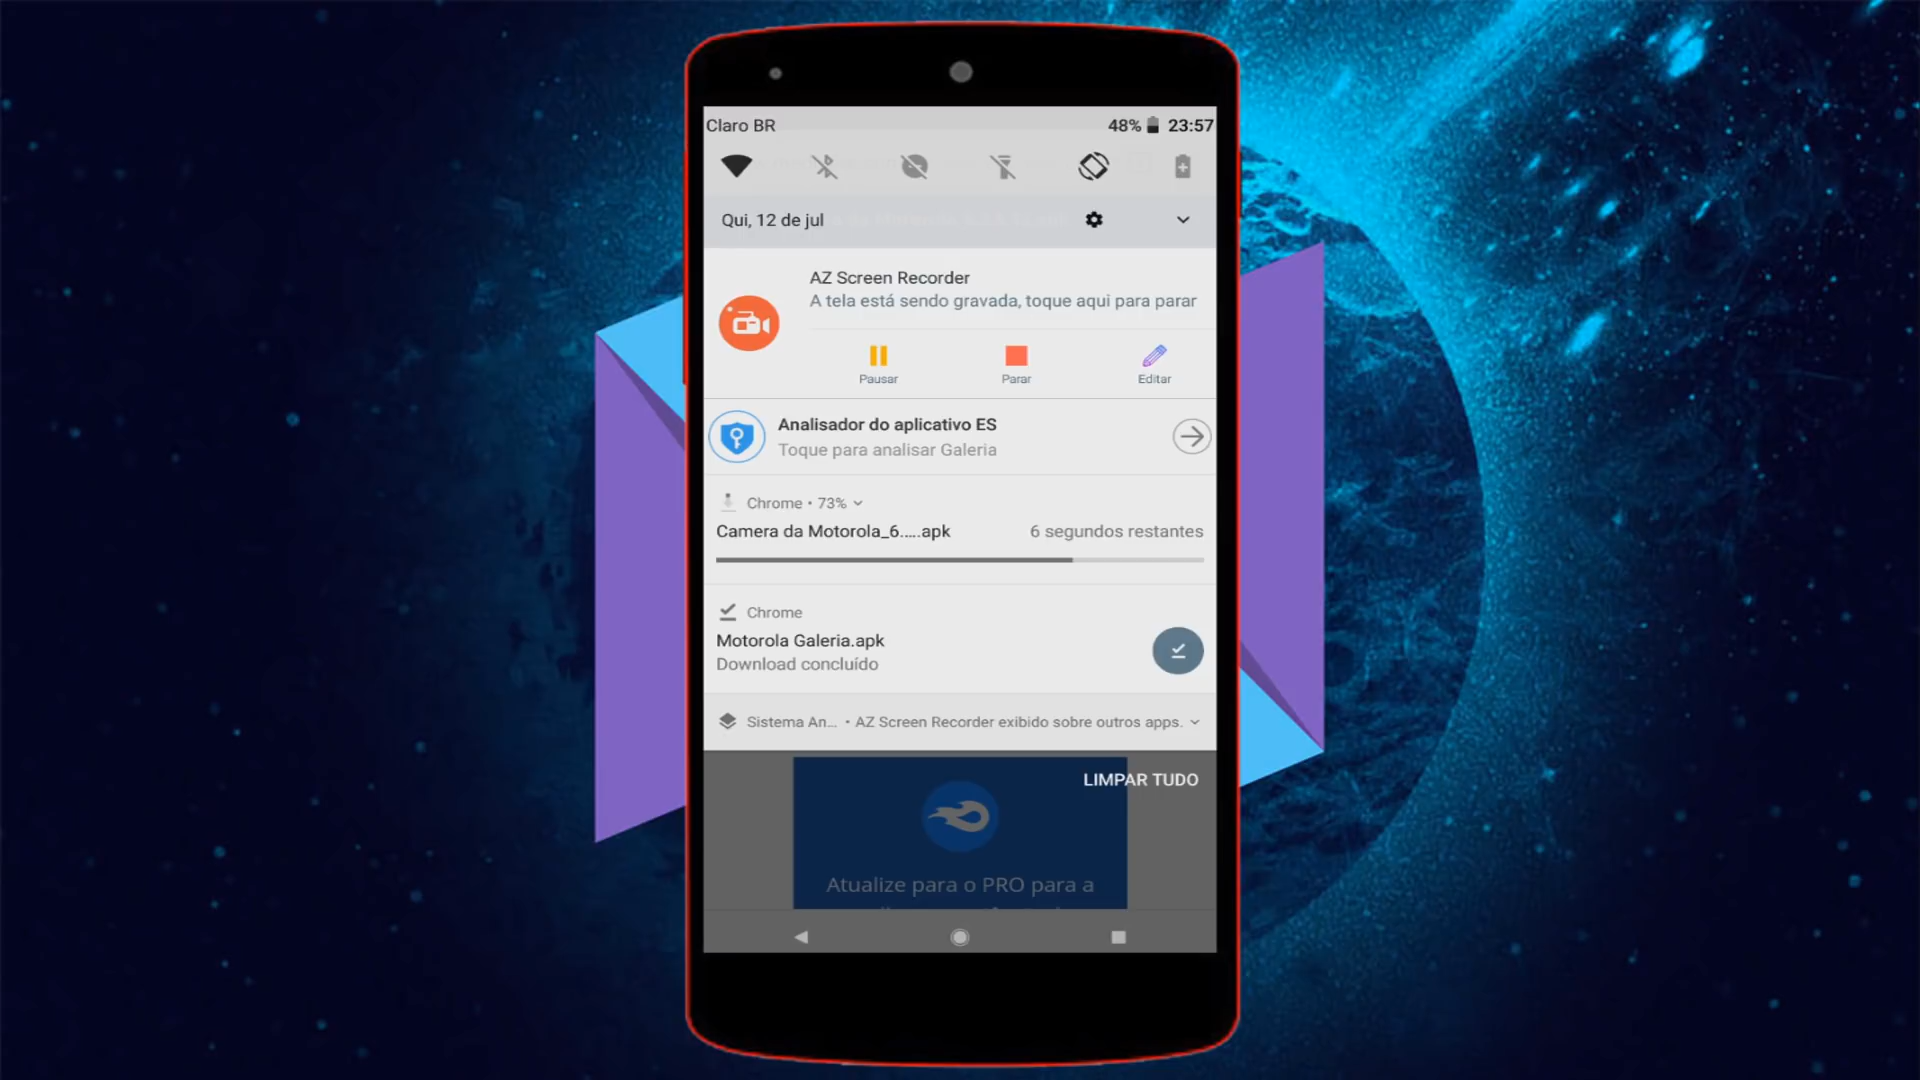 Claro BR
48% 23:57
Qui, 12 de jul
AZ Screen Recorder
A tela está sendo gravada, toque aqui para parar
Pausar Parar Editar
Analisador do aplicativo ES
Toque para analisar Galeria
Chrome • 73%
Camera da Motorola_6.....apk 6 segundos restantes
Chrome
Motorola Galeria.apk
Download concluído
Sistema An... • AZ Screen Recorder exibido sobre outros apps.
LIMPAR TUDO
Atualize para o PRO para a